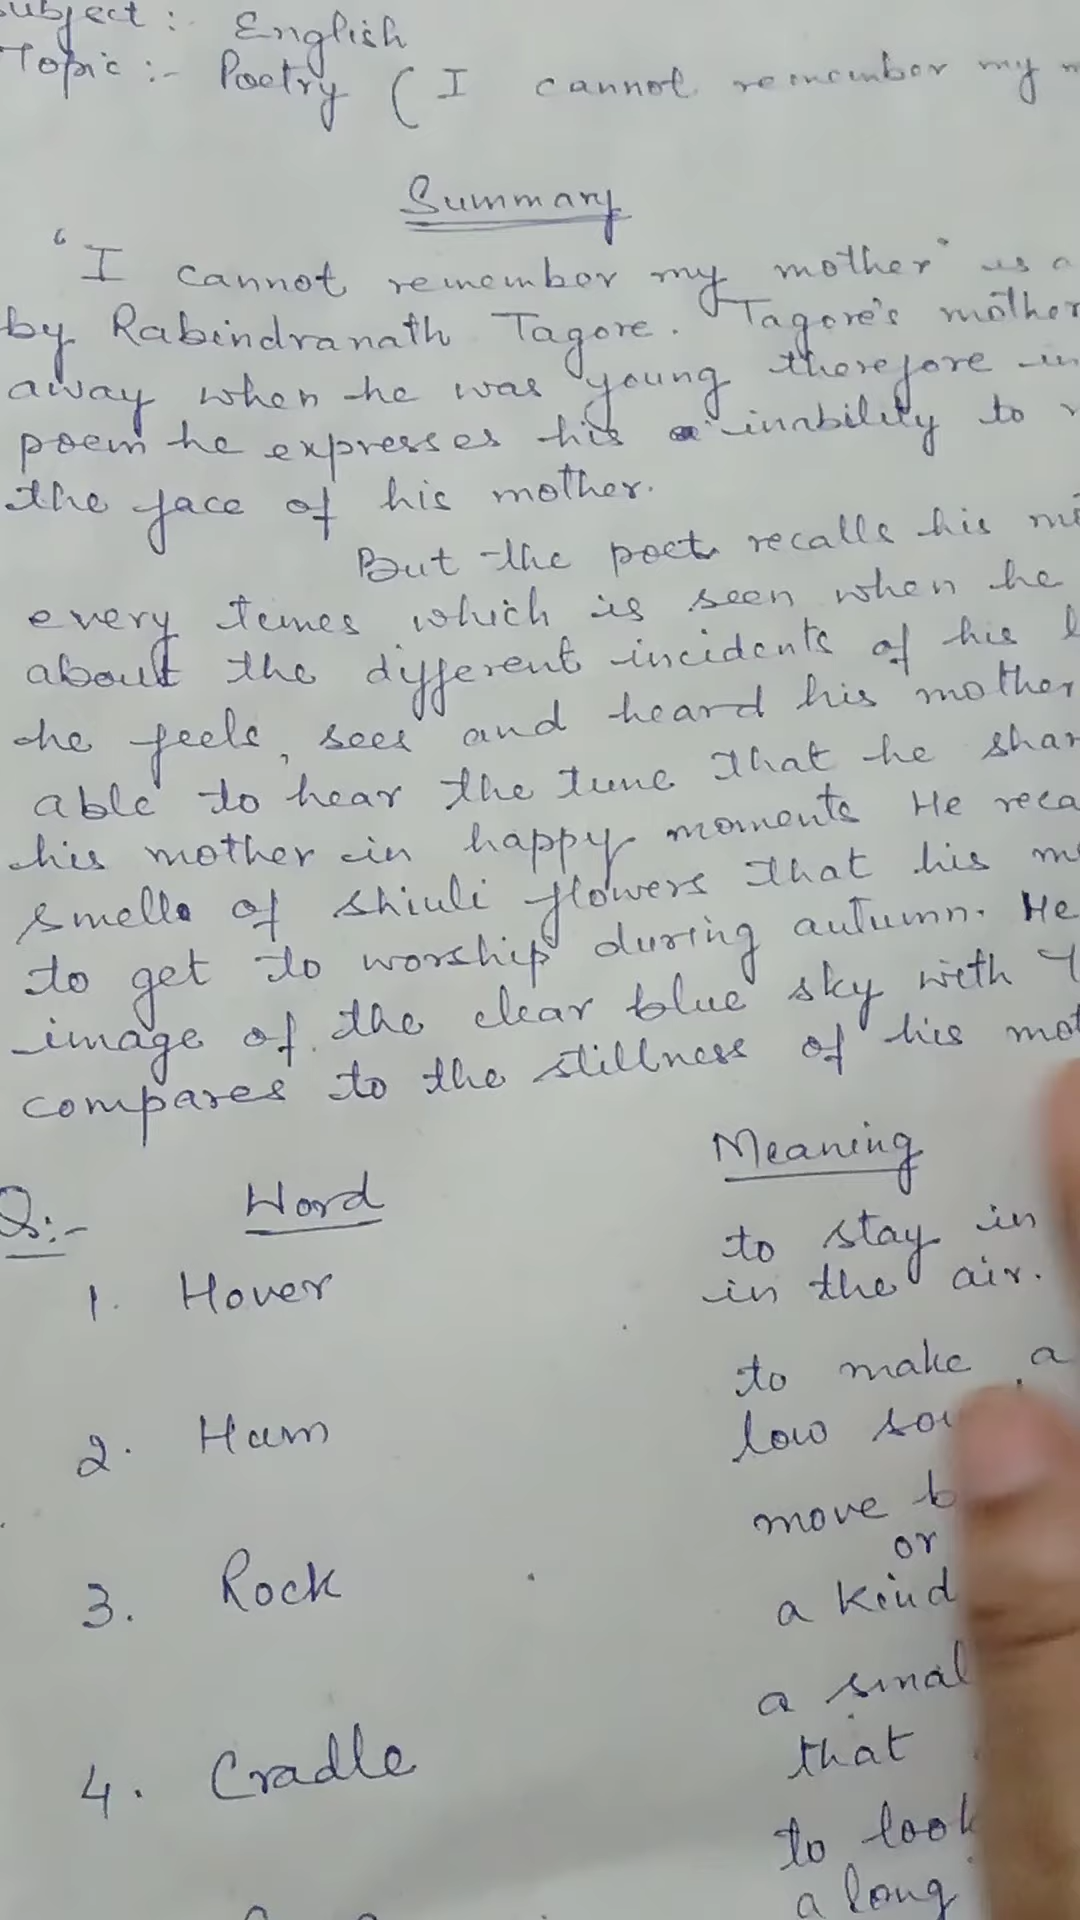 Subject :- English
Topic :- Poetry ( I cannot remember my
Summary
"I cannot remember my mother" is a
by Rabindranath Tagore. Tagore's mother
away when he was young therefore in
poem he expresses his inability to
the face of his mother.
But the poet recalls his
every times which is seen when he
about the different incidents of his
he feels, sees and heard his mother
able to hear the tune that he
his mother in happy moments He
smells of shiuli flowers that his
to get to worship during autumn. He
image of the clear blue sky with
compares to the stillness of his
Q:- Word Meaning
1. Hover to stay in
in the air.
2. Hum to make a
low
3. Rock move
or
a kind
4. Cradle a
that
to look
a long